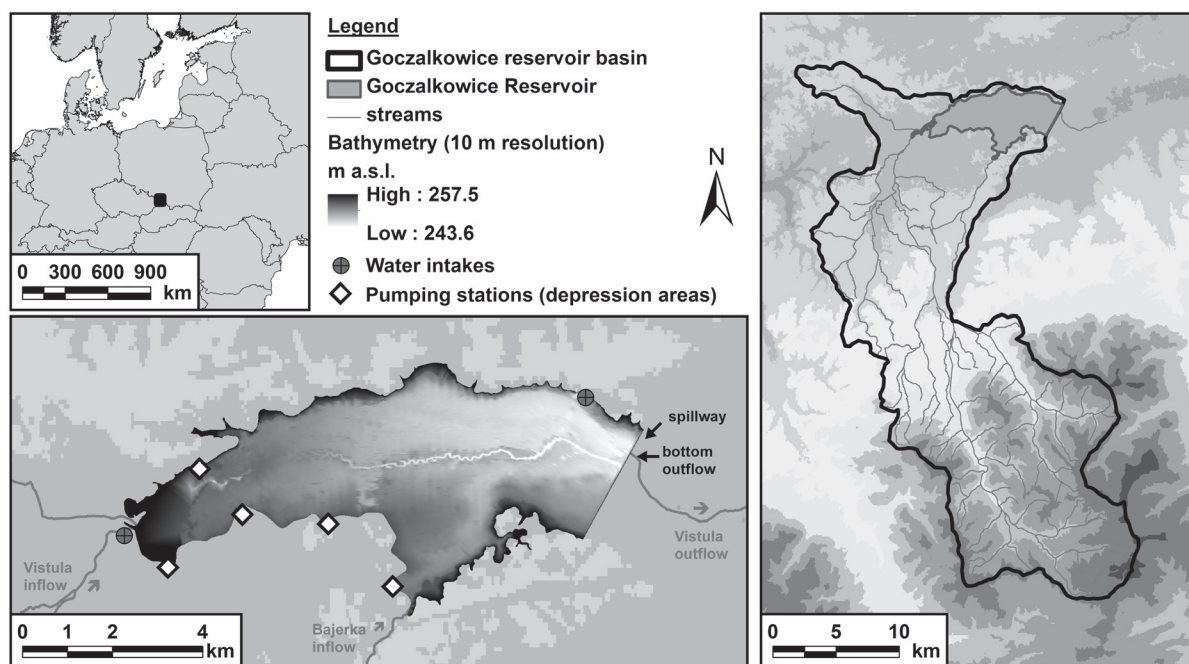 0 300 600 900
km
Legend
Goczalkowice reservoir basin
Goczalkowice Reservoir
streams
Bathymetry (10 m resolution)
m a.s.l.
High : 257.5
Low : 243.6
Water intakes
Pumping stations (depression areas)
N
spillway
bottom
outflow
Vistula
outflow
Vistula
inflow
Bajerka
inflow
0 1 2 4
km
0 5 10
km